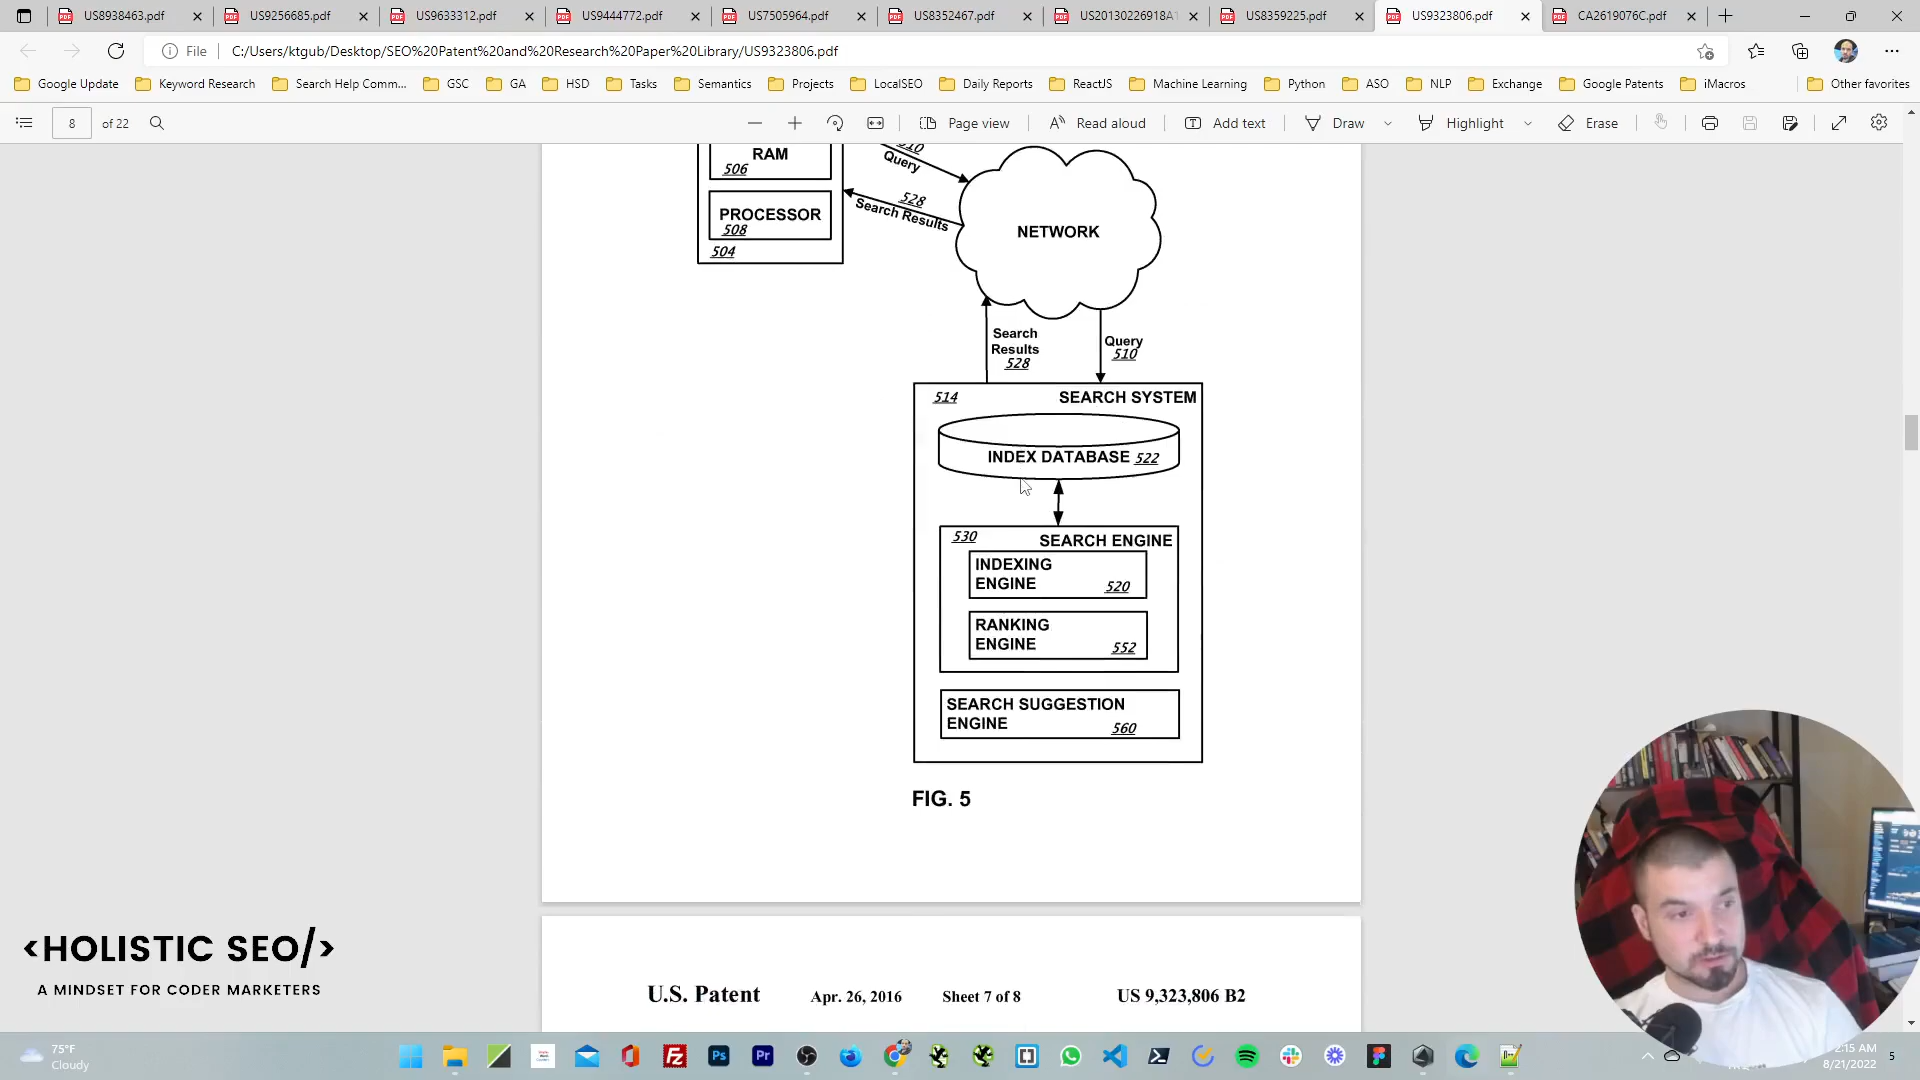 US8938463.pdf
US9256685.pdf
US9633312.pdf
US9444772.pdf
US7505964.pdf
US8352467.pdf
US20130226918A1
US8359225.pdf
US9323806.pdf
CA2619076C.pdf
File
C:/Users/ktgub/Desktop/SEO%20Patent%20and%20Research%20Paper%20Library/US9323806.pdf
Google Update
Keyword Research
Search Help Comm...
GSC
GA
HSD
Tasks
Semantics
Projects
LocalSEO
Daily Reports
ReactJS
Machine Learning
Python
ASO
NLP
Exchange
Google Patents
iMacros
Other favorites
8 of 22
Page view
Read aloud
Add text
Draw
Highlight
Erase
RAM
506
PROCESSOR
508
504
510
Query
528
Search Results
NETWORK
Search
Results
528
Query
510
514
SEARCH SYSTEM
INDEX DATABASE 522
530
SEARCH ENGINE
INDEXING
ENGINE
520
RANKING
ENGINE
552
SEARCH SUGGESTION
ENGINE
560
FIG. 5
U.S. Patent
Apr. 26, 2016
Sheet 7 of 8
US 9,323,806 B2
<HOLISTIC SEO/>
A MINDSET FOR CODER MARKETERS
75°F
Cloudy
2:15 AM
8/21/2022
5